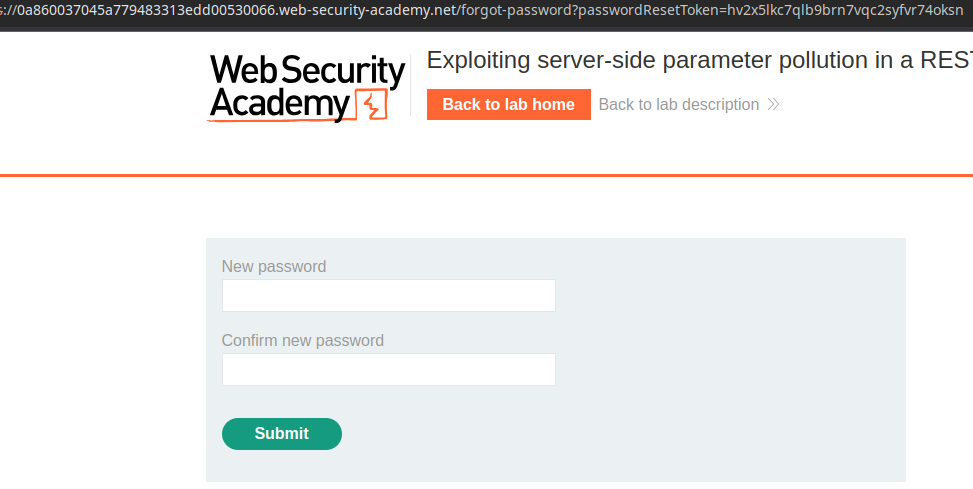 s://0a860037045a779483313edd00530066.web-security-academy.net/forgot-password?passwordResetToken=hv2x5lkc7qlb9brn7vqc2syfvr74oksn
Web Security
Academy
Exploiting server-side parameter pollution in a REST
Back to lab home Back to lab description
New password
Confirm new password
Submit